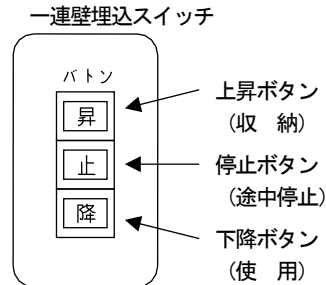 一連壁埋込スイッチ
バトン
昇
止
降
上昇ボタン
（収　納）
停止ボタン
（途中停止）
下降ボタン
（使　用）